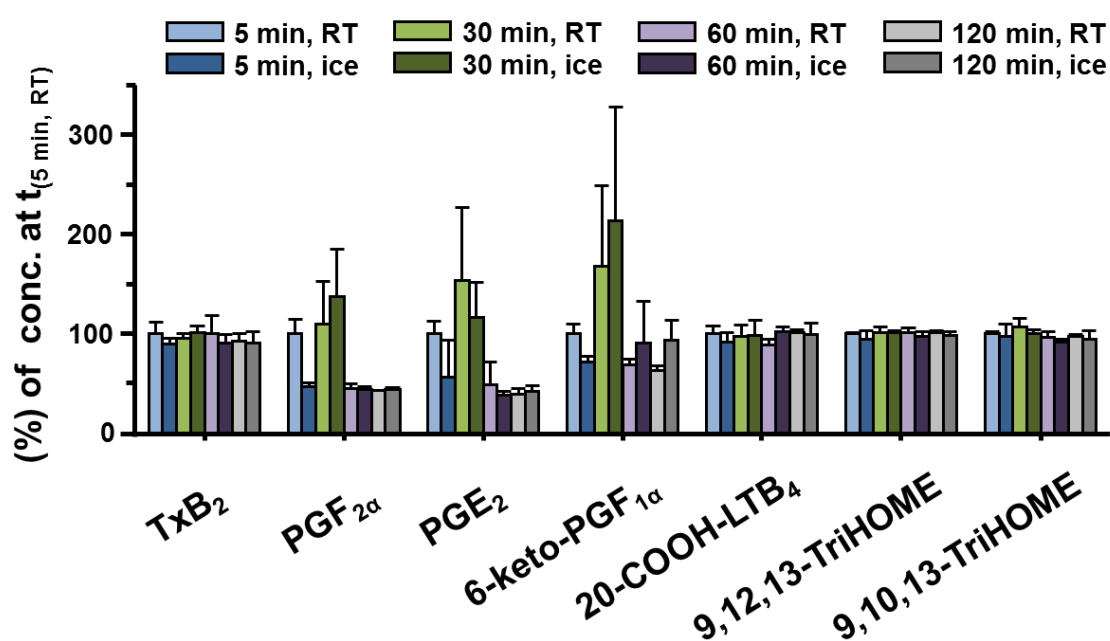 5 min, RT 30 min, RT 60 min, RT 120 min, RT
5 min, ice 30 min, ice 60 min, ice 120 min, ice
(%) of conc. at t(5 min, RT)
300
200
100
0
TxB₂
PGF₂α
PGE₂
6-keto-PGF₁α
20-COOH-LTB₄
9,12,13-TriHOME
9,10,13-TriHOME